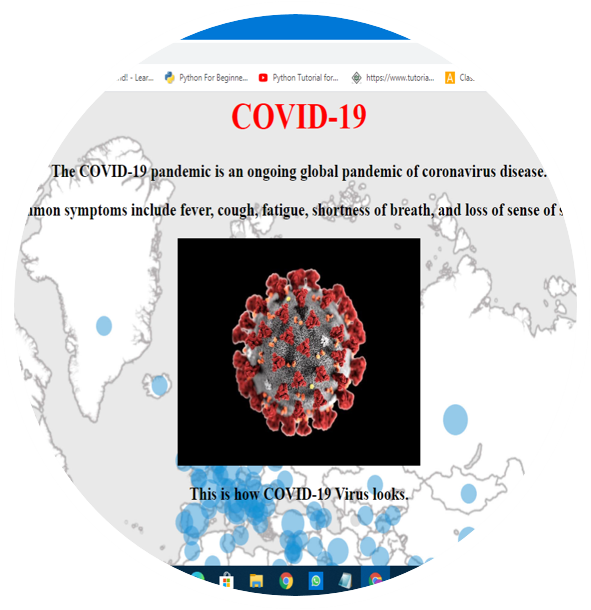 Lear... Python For Beginne... Python Tutorial for... https://www.tutoria...
COVID-19
The COVID-19 pandemic is an ongoing global pandemic of coronavirus disease.
symptoms include fever, cough, fatigue, shortness of breath, and loss of sense of
This is how COVID-19 Virus looks.